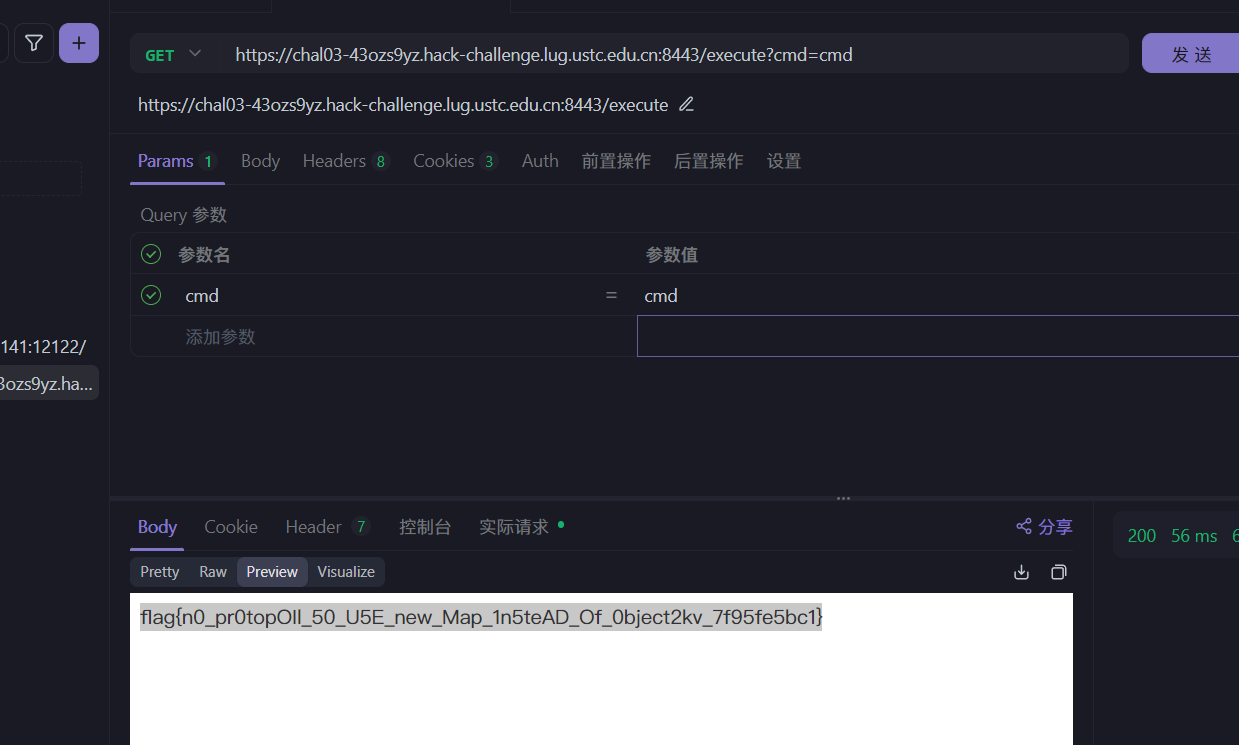 GET https://chal03-43ozs9yz.hack-challenge.lug.ustc.edu.cn:8443/execute?cmd=cmd 发 送
https://chal03-43ozs9yz.hack-challenge.lug.ustc.edu.cn:8443/execute
Params 1 Body Headers 8 Cookies 3 Auth 前置操作 后置操作 设置
Query 参数
参数名 参数值
cmd = cmd
添加参数
141:12122/
3ozs9yz.ha...
Body Cookie Header 7 控制台 实际请求 分享
200 56 ms 6
Pretty Raw Preview Visualize
flag{n0_pr0topOIl_50_U5E_new_Map_1n5teAD_Of_0bject2kv_7f95fe5bc1}